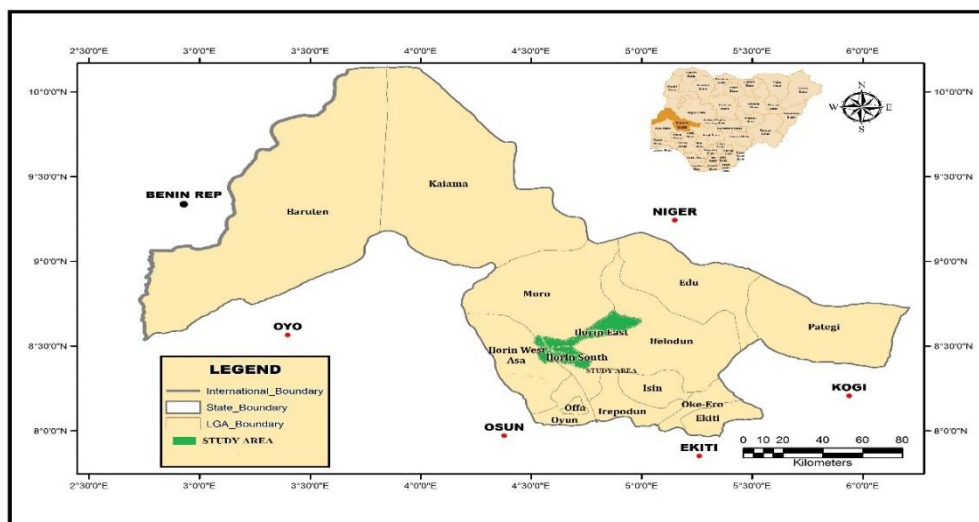 2°30'0"E 3°0'0"E 3°30'0"E 4°0'0"E 4°30'0"E 5°0'0"E 5°30'0"E 6°0'0"E
10°0'0"N 10°0'0"N
N
W E
S
Kaiama
9°30'0"N 9°30'0"N
BENIN REP
Baruten
NIGER
9°0'0"N 9°0'0"N
Edu
Moro
Pategi
OYO
Ilorin East
8°30'0"N 8°30'0"N
Ifelodun
Ilorin West
Asa
Ilorin South
STUDY AREA
LEGEND
International_Boundary
State_Boundary
LGA_Boundary
STUDY AREA
Isin
KOGI
Oke-Ero
Offa
Irepodun
Ekiti
Oyun
OSUN
8°0'0"N 8°0'0"N
EKITI
0 10 20 40 60 80
Kilometers
2°30'0"E 3°0'0"E 3°30'0"E 4°0'0"E 4°30'0"E 5°0'0"E 5°30'0"E 6°0'0"E